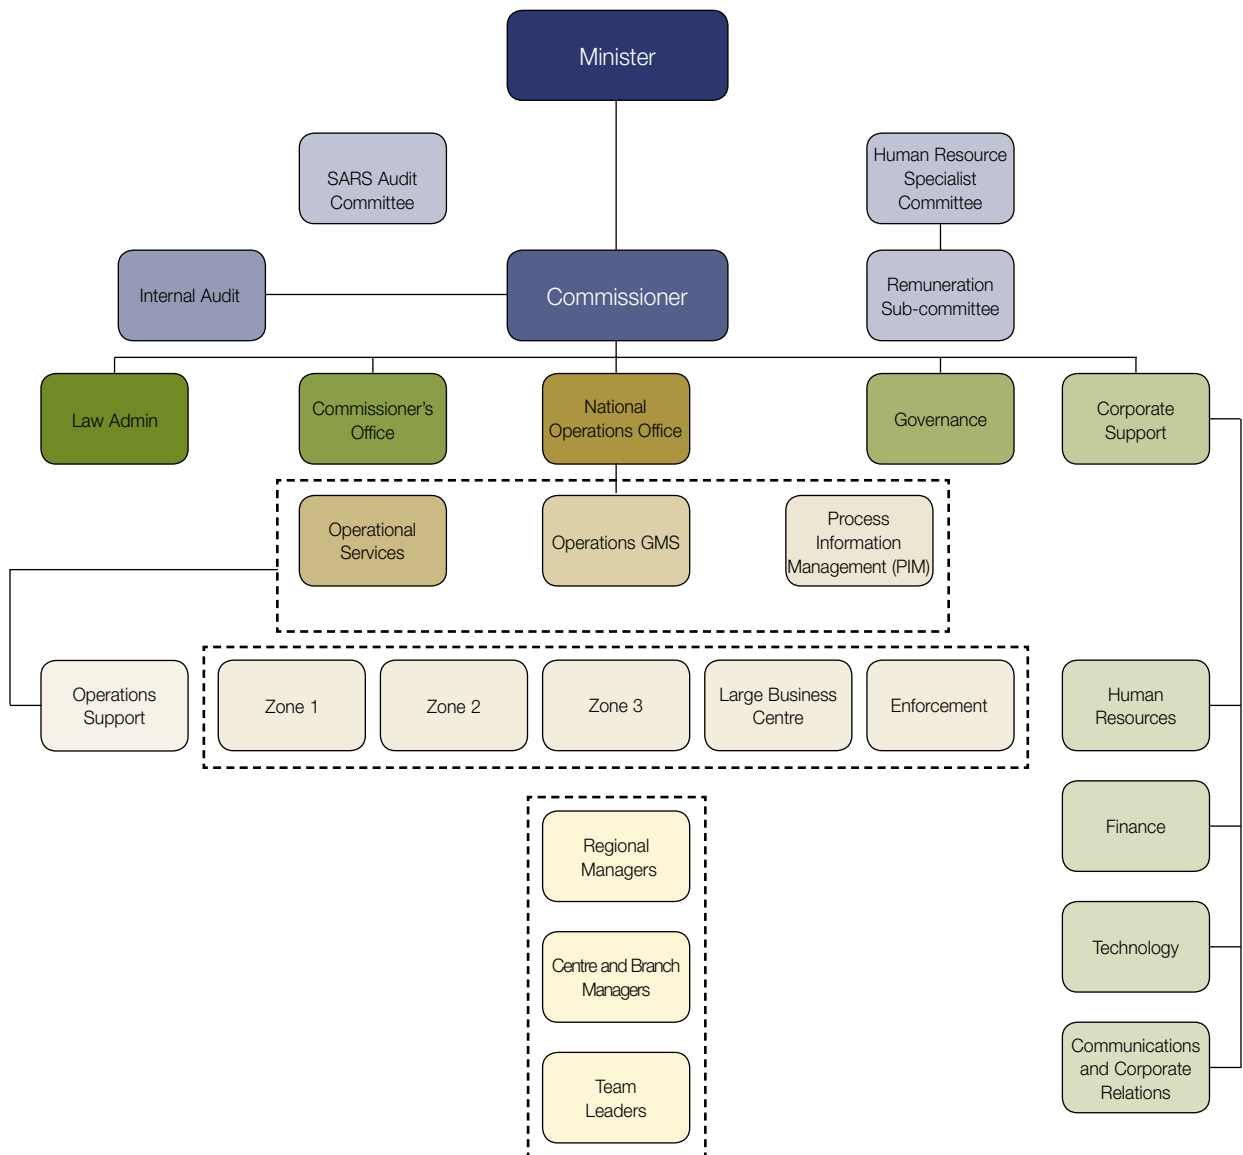 Minister
SARS Audit
Committee
Human Resource
Specialist
Committee
Internal Audit
Commissioner
Remuneration
Sub-committee
Law Admin
Commissioner's
Office
National
Operations Office
Governance
Corporate
Support
Operational
Services
Operations GMS
Process
Information
Management (PIM)
Operations
Support
Zone 1
Zone 2
Zone 3
Large Business
Centre
Enforcement
Human
Resources
Regional
Managers
Finance
Centre and Branch
Managers
Technology
Team
Leaders
Communications
and Corporate
Relations